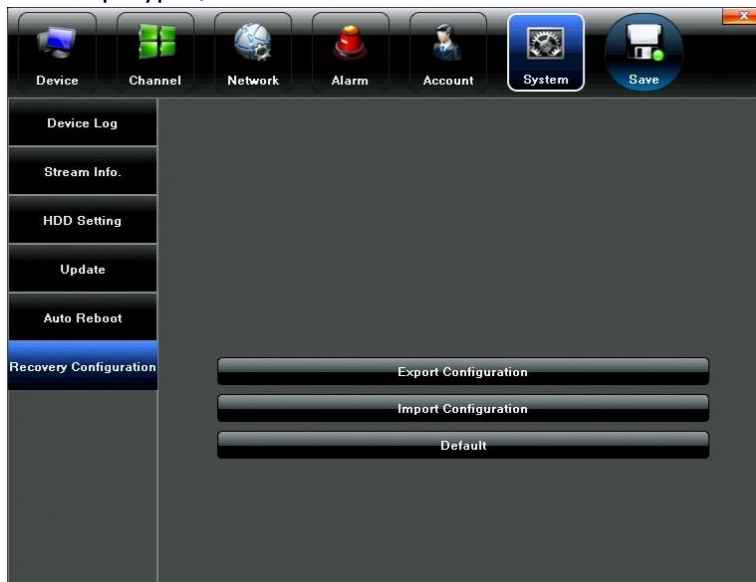 Device Channel Network Alarm Account System Save
Device Log
Stream Info.
HDD Setting
Update
Auto Reboot
Recovery Configuration
Export Configuration
Import Configuration
Default